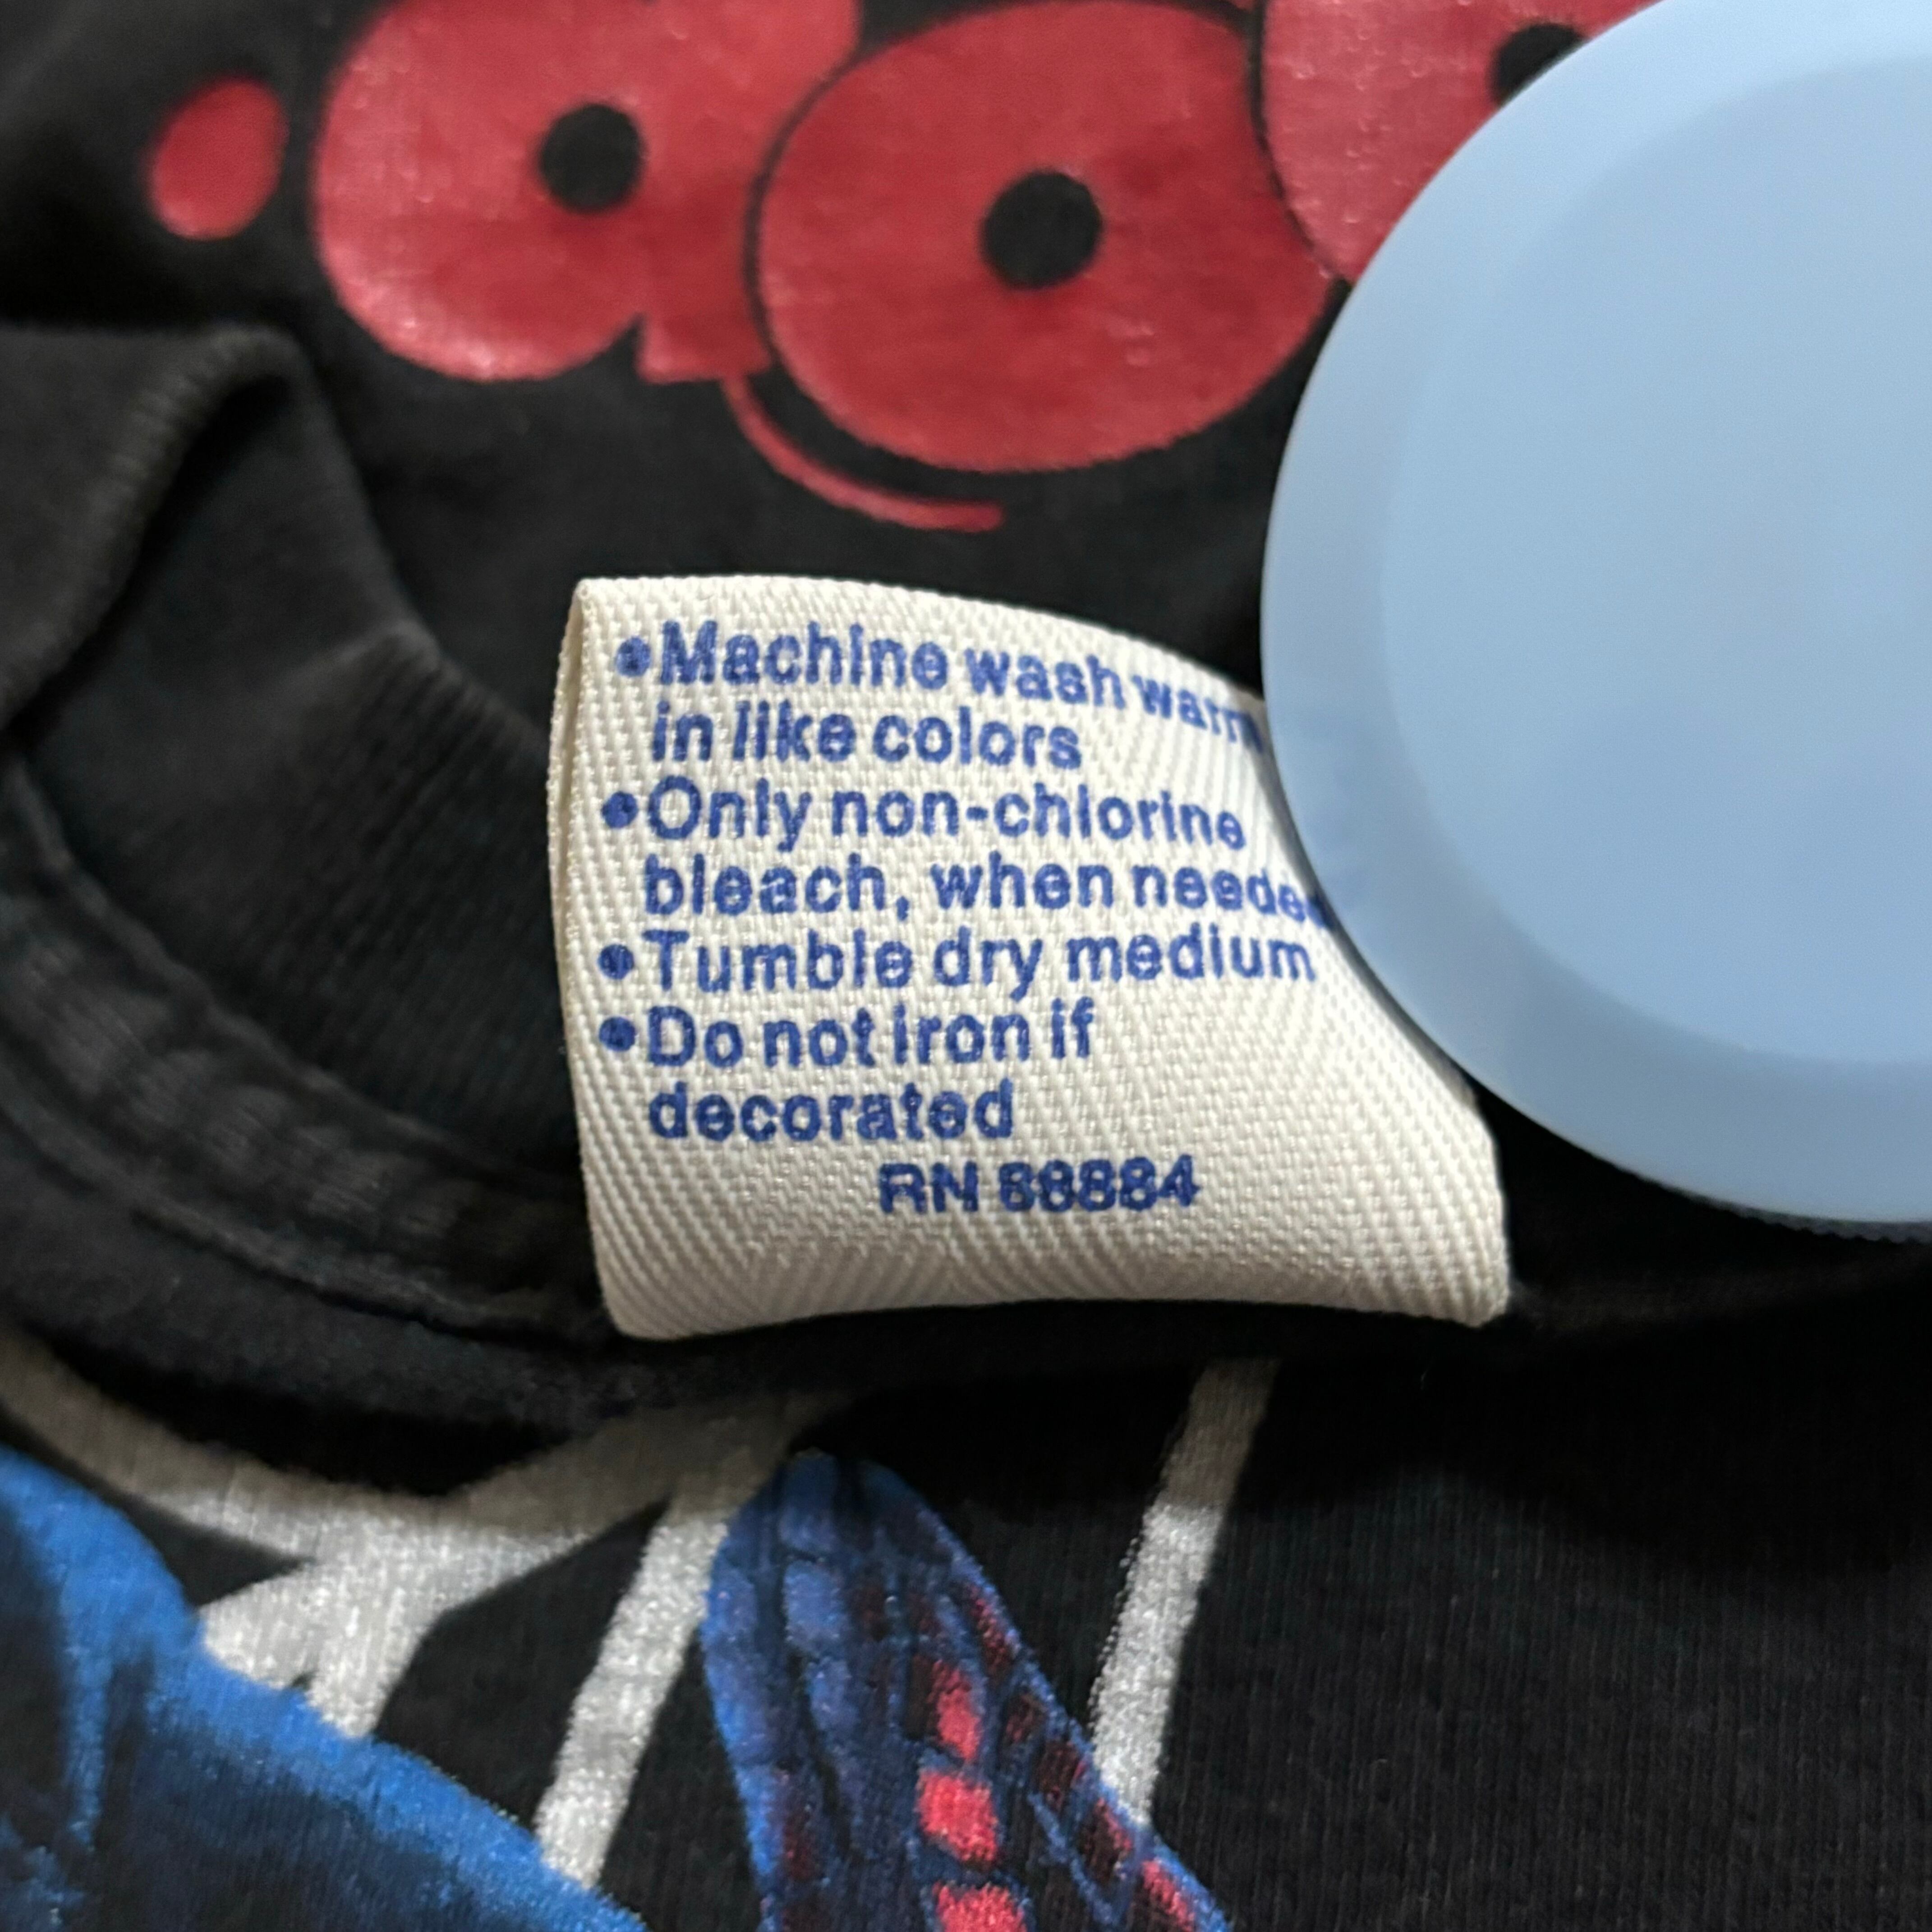 •Machine wash warm
in like colors
•Only non-chlorine
bleach, when needed
•Tumble dry medium
•Do not iron if
decorated
RN